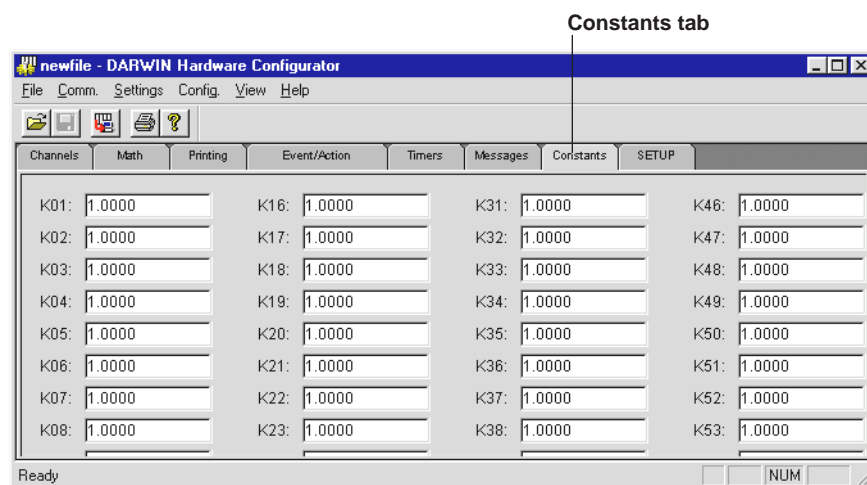 Constants tab
newfile - DARWIN Hardware Configurator
File Comm. Settings Config. View Help
Channels Math Printing Event/Action Timers Messages Constants SETUP
K01: 1.0000 K16: 1.0000 K31: 1.0000 K46: 1.0000
K02: 1.0000 K17: 1.0000 K32: 1.0000 K47: 1.0000
K03: 1.0000 K18: 1.0000 K33: 1.0000 K48: 1.0000
K04: 1.0000 K19: 1.0000 K34: 1.0000 K49: 1.0000
K05: 1.0000 K20: 1.0000 K35: 1.0000 K50: 1.0000
K06: 1.0000 K21: 1.0000 K36: 1.0000 K51: 1.0000
K07: 1.0000 K22: 1.0000 K37: 1.0000 K52: 1.0000
K08: 1.0000 K23: 1.0000 K38: 1.0000 K53: 1.0000
Ready NUM